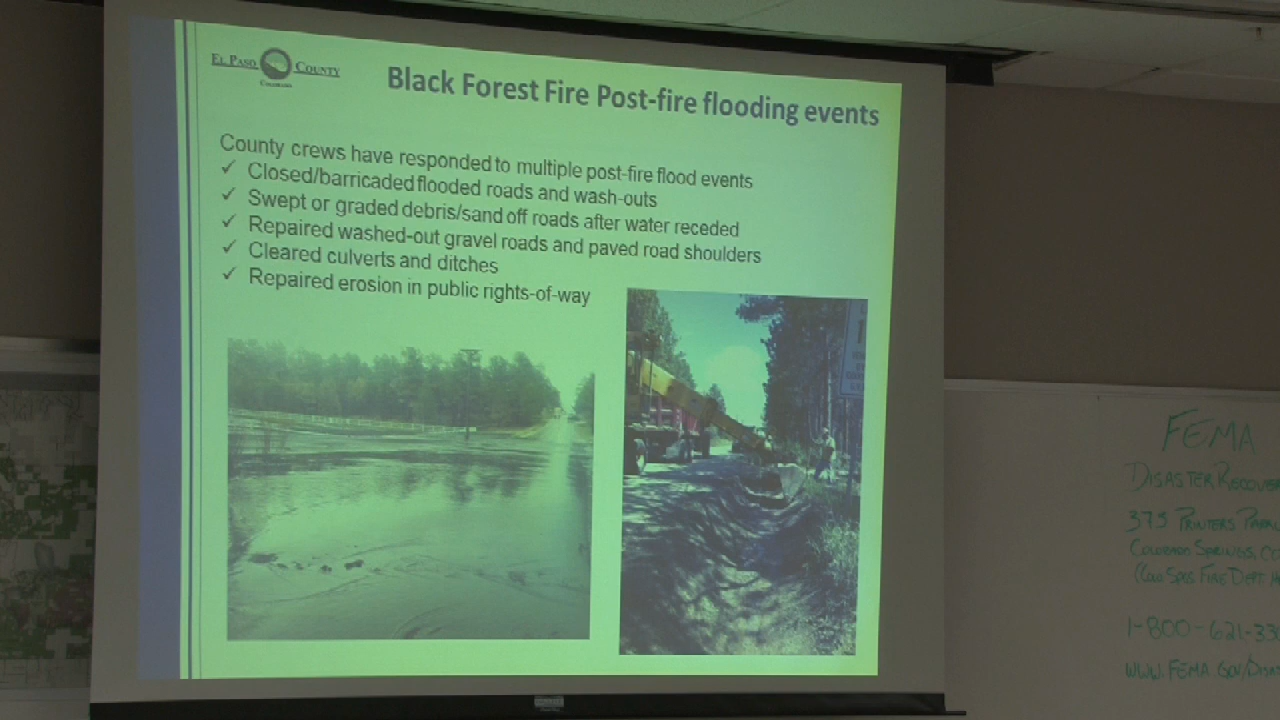 EL PASO COUNTY
COLORADO
Black Forest Fire Post-fire flooding events
County crews have responded to multiple post-fire flood events
✓ Closed/barricaded flooded roads and wash-outs
✓ Swept or graded debris/sand off roads after water receded
✓ Repaired washed-out gravel roads and paved road shoulders
✓ Cleared culverts and ditches
✓ Repaired erosion in public rights-of-way
FEMA
DISASTER RECOVE
375 PRINTERS PARK
COLORADO SPRINGS, CO
(COLO SPGS FIRE DEPT
1-800-621-33
WWW.FEMA.GOV/DISA